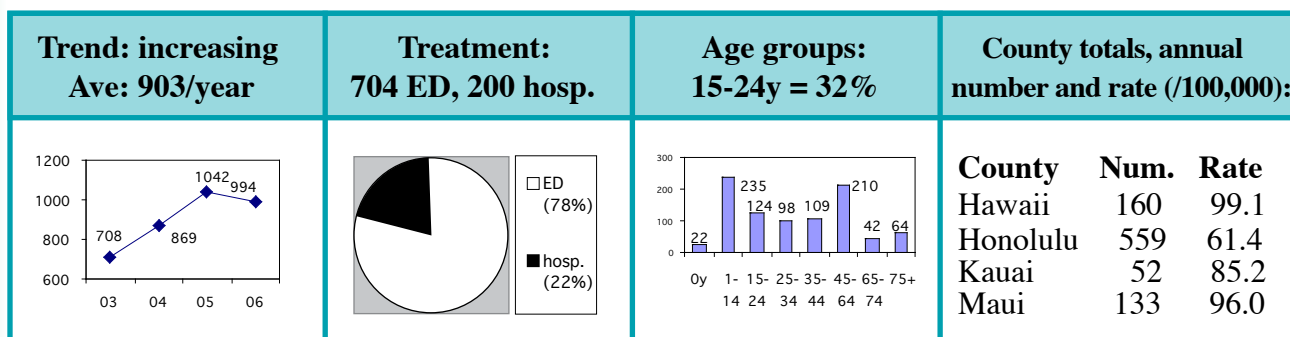 Trend: increasing
Ave: 903/year
Treatment:
704 ED, 200 hosp.
Age groups:
15-24y = 32%
County totals, annual
number and rate (/100,000):
1200
1000
800
600
708
869
1042
994
03 04 05 06
ED
(78%)
hosp.
(22%)
300
200
100
0
22
235
124
98
109
210
42
64
0y 1- 15- 25- 35- 45- 65- 75+
14 24 34 44 64 74
County Num. Rate
Hawaii 160 99.1
Honolulu 559 61.4
Kauai 52 85.2
Maui 133 96.0